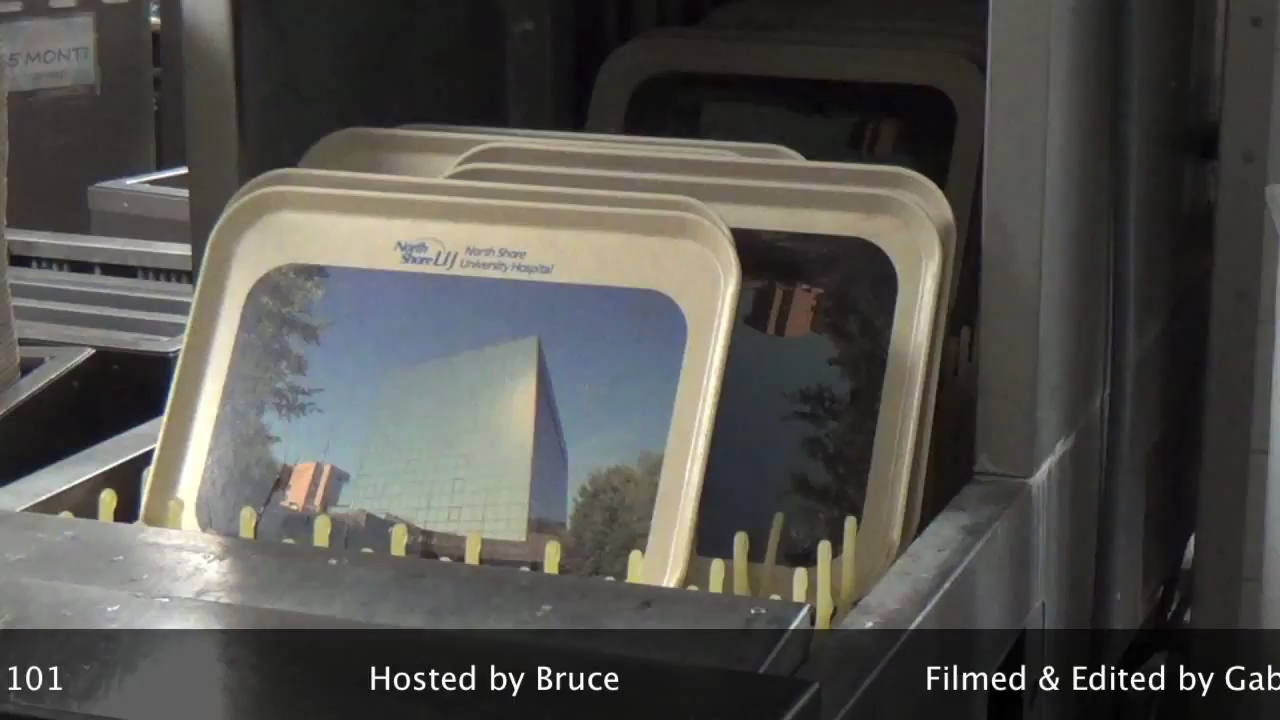 5 MONT
North
Shore LIJ
North Shore
University Hospital
101 Hosted by Bruce Filmed & Edited by Gab